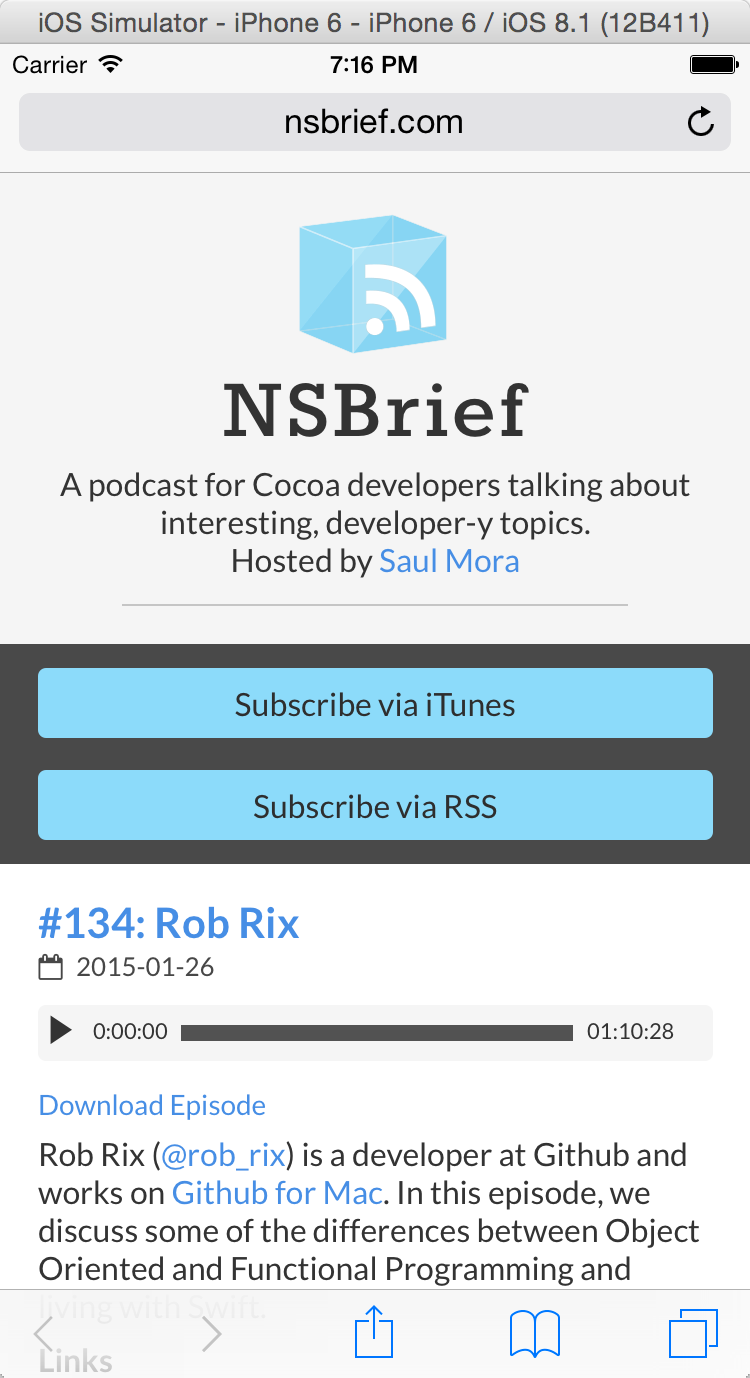 iOS Simulator - iPhone 6 - iPhone 6 / iOS 8.1 (12B411)
Carrier 7:16 PM
nsbrief.com
NSBrief
A podcast for Cocoa developers talking about
interesting, developer-y topics.
Hosted by Saul Mora
Subscribe via iTunes
Subscribe via RSS
#134: Rob Rix
2015-01-26
0:00:00 01:10:28
Download Episode
Rob Rix (@rob_rix) is a developer at Github and
works on Github for Mac. In this episode, we
discuss some of the differences between Object
Oriented and Functional Programming and
living with Swift.
Links